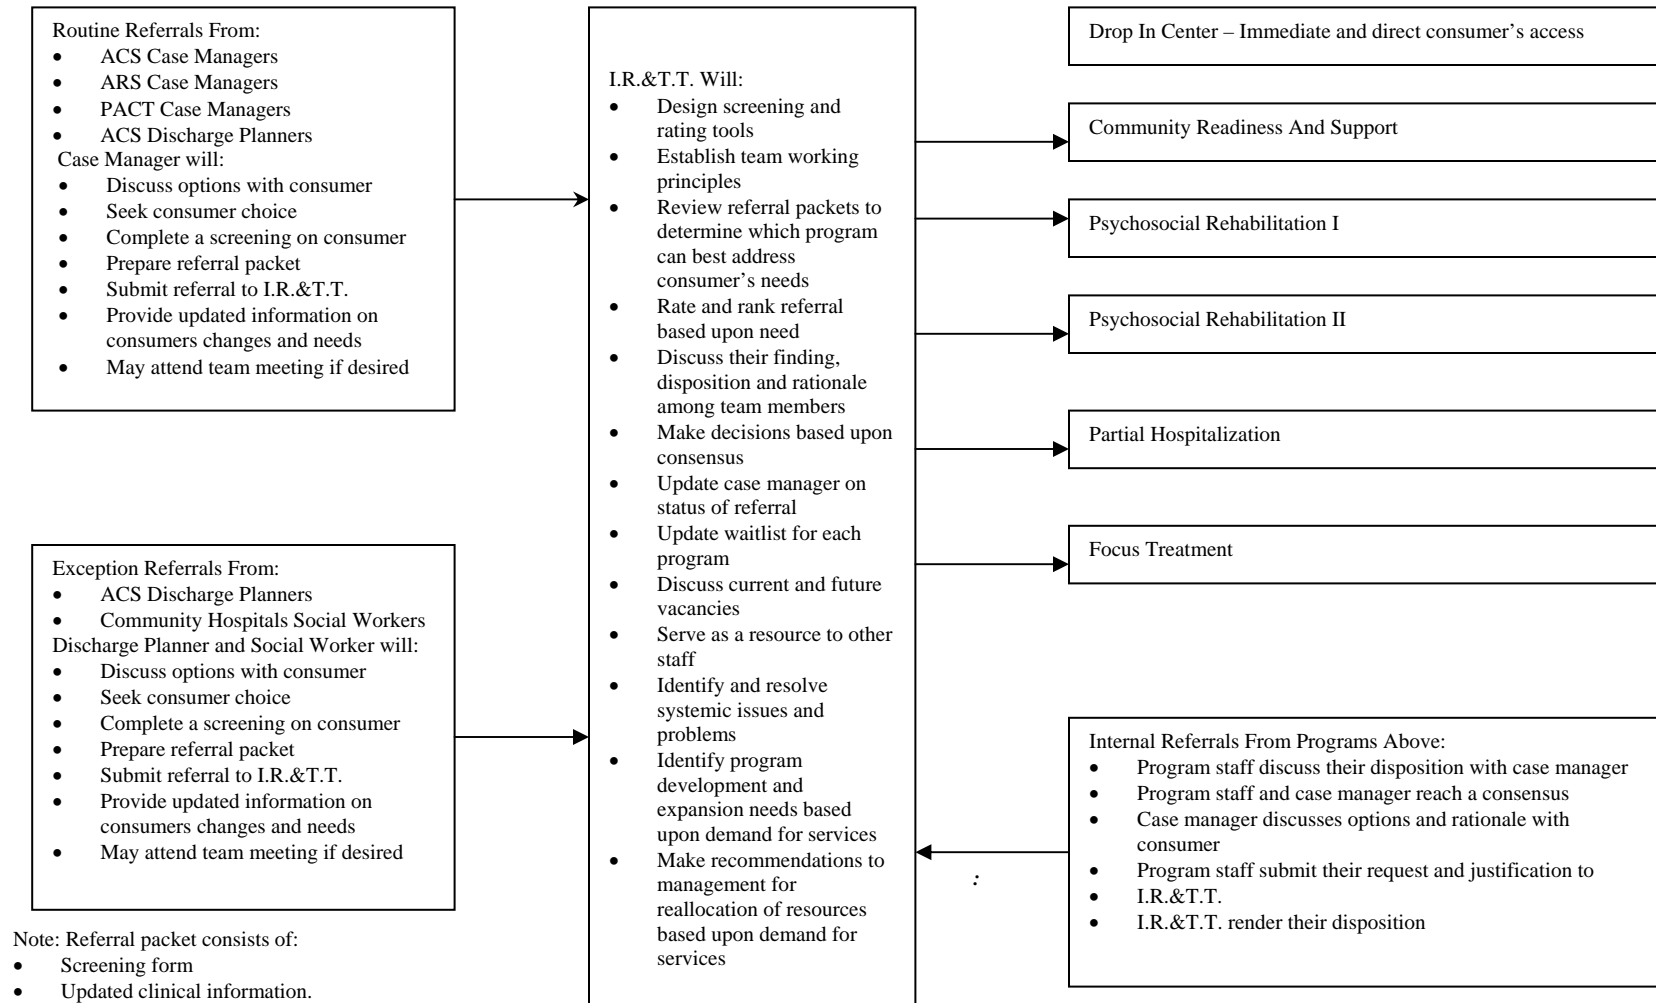 Routine Referrals From:
• ACS Case Managers
• ARS Case Managers
• PACT Case Managers
• ACS Discharge Planners
Case Manager will:
• Discuss options with consumer
• Seek consumer choice
• Complete a screening on consumer
• Prepare referral packet
• Submit referral to I.R.&T.T.
• Provide updated information on
consumers changes and needs
• May attend team meeting if desired
Exception Referrals From:
• ACS Discharge Planners
• Community Hospitals Social Workers
Discharge Planner and Social Worker will:
• Discuss options with consumer
• Seek consumer choice
• Complete a screening on consumer
• Prepare referral packet
• Submit referral to I.R.&T.T.
• Provide updated information on
consumers changes and needs
• May attend team meeting if desired
Note: Referral packet consists of:
• Screening form
• Updated clinical information.
I.R.&T.T. Will:
• Design screening and
rating tools
• Establish team working
principles
• Review referral packets to
determine which program
can best address
consumer’s needs
• Rate and rank referral
based upon need
• Discuss their finding,
disposition and rationale
among team members
• Make decisions based upon
consensus
• Update case manager on
status of referral
• Update waitlist for each
program
• Discuss current and future
vacancies
• Serve as a resource to other
staff
• Identify and resolve
systemic issues and
problems
• Identify program
development and
expansion needs based
upon demand for services
• Make recommendations to
management for
reallocation of resources
based upon demand for
services
Drop In Center – Immediate and direct consumer’s access
Community Readiness And Support
Psychosocial Rehabilitation I
Psychosocial Rehabilitation II
Partial Hospitalization
Focus Treatment
:
Internal Referrals From Programs Above:
• Program staff discuss their disposition with case manager
• Program staff and case manager reach a consensus
• Case manager discusses options and rationale with
consumer
• Program staff submit their request and justification to
• I.R.&T.T.
• I.R.&T.T. render their disposition